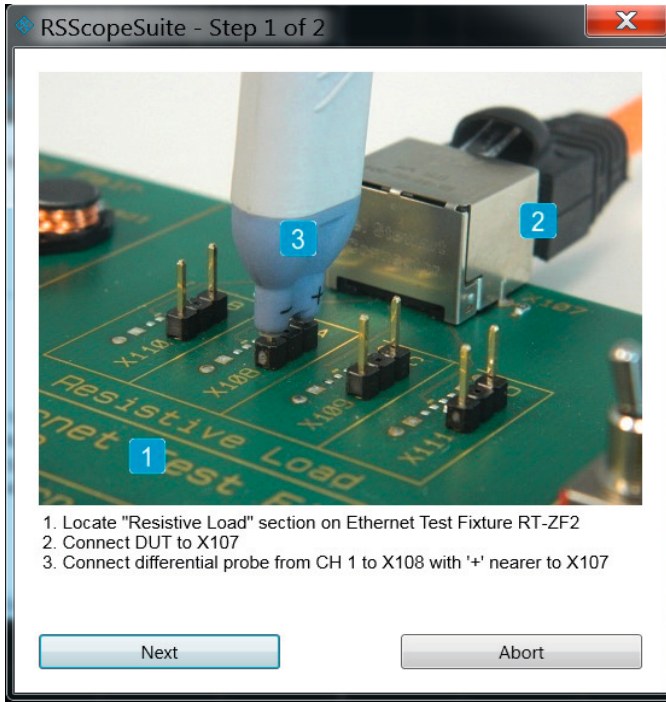 RSScopeSuite - Step 1 of 2
3
2
- +
X107
X110
X108
X109
X111
Resistive Load
1
1. Locate "Resistive Load" section on Ethernet Test Fixture RT-ZF2
2. Connect DUT to X107
3. Connect differential probe from CH 1 to X108 with '+' nearer to X107
Next
Abort